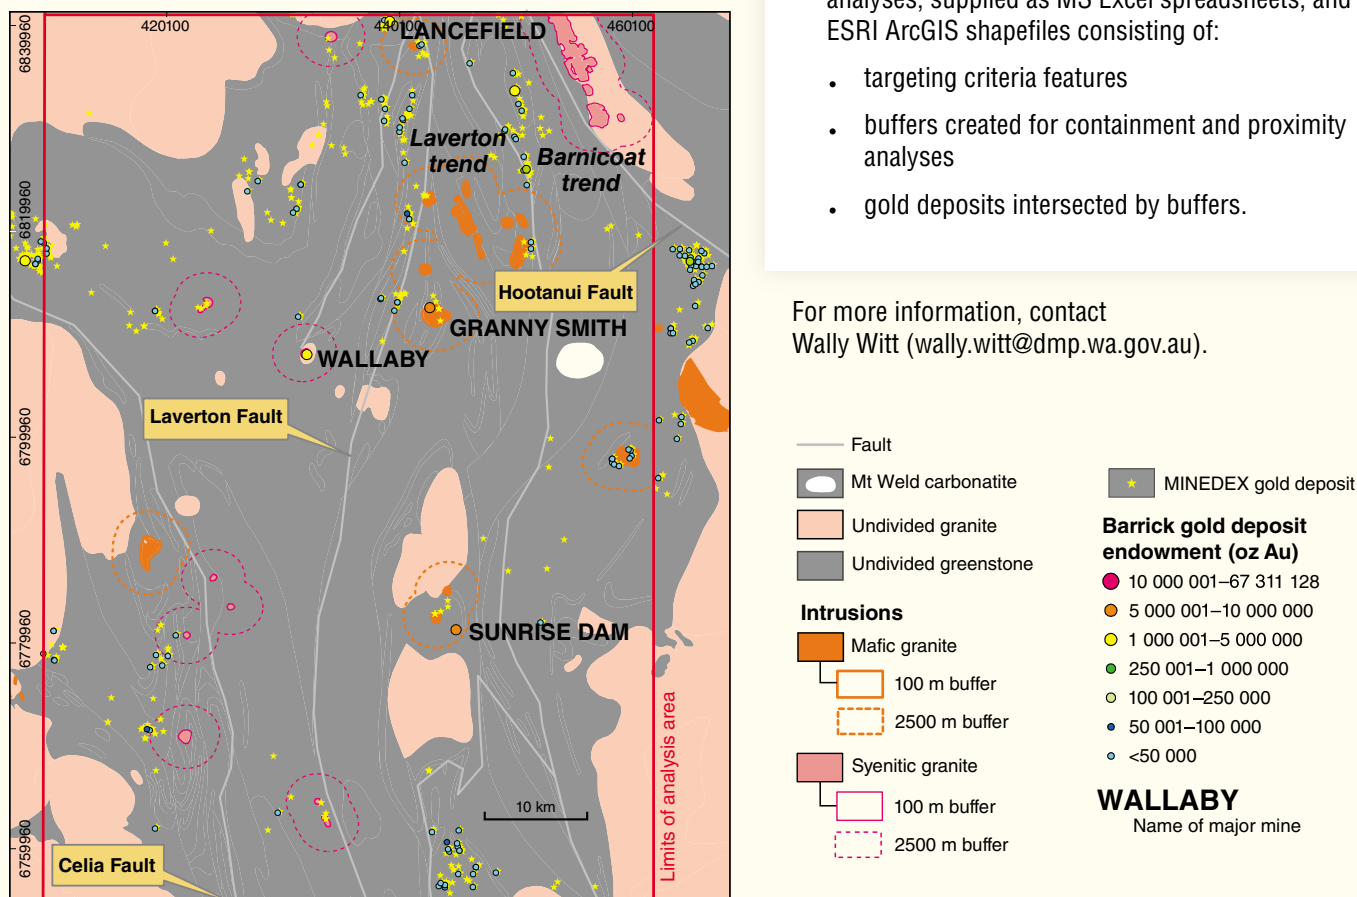 analyses, supplied as MS Excel spreadsheets, and
ESRI ArcGIS shapefiles consisting of:
• targeting criteria features
• buffers created for containment and proximity
analyses
• gold deposits intersected by buffers.
For more information, contact
Wally Witt (wally.witt@dmp.wa.gov.au).
420100
440100
460100
6839960
6819960
6799960
6779960
6759960
LANCEFIELD
Laverton
trend
Barnicoat
trend
Hootanui Fault
GRANNY SMITH
WALLABY
Laverton Fault
SUNRISE DAM
Limits of analysis area
10 km
Celia Fault
Fault
Mt Weld carbonatite
Undivided granite
Undivided greenstone
Intrusions
Mafic granite
100 m buffer
2500 m buffer
Syenitic granite
100 m buffer
2500 m buffer
MINEDEX gold deposit
Barrick gold deposit
endowment (oz Au)
10 000 001–67 311 128
5 000 001–10 000 000
1 000 001–5 000 000
250 001–1 000 000
100 001–250 000
50 001–100 000
<50 000
WALLABY
Name of major mine